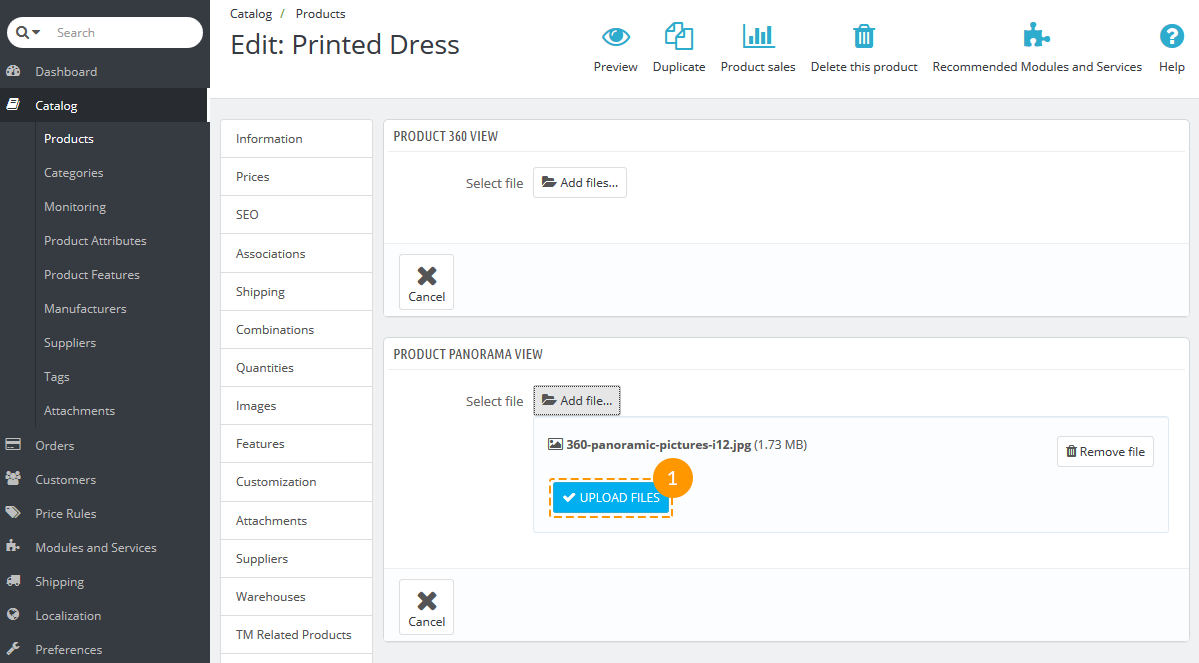 Search
Dashboard
Catalog
Products
Categories
Monitoring
Product Attributes
Product Features
Manufacturers
Suppliers
Tags
Attachments
Orders
Customers
Price Rules
Modules and Services
Shipping
Localization
Preferences
Catalog / Products
Edit: Printed Dress
Preview
Duplicate
Product sales
Delete this product
Recommended Modules and Services
? Help
Information
Prices
SEO
Associations
Shipping
Combinations
Quantities
Images
Features
Customization
Attachments
Suppliers
Warehouses
TM Related Products
PRODUCT 360 VIEW
Select file Add files...
Cancel
PRODUCT PANORAMA VIEW
Select file Add file...
360-panoramic-pictures-i12.jpg (1.73 MB) Remove file
UPLOAD FILES 1
Cancel